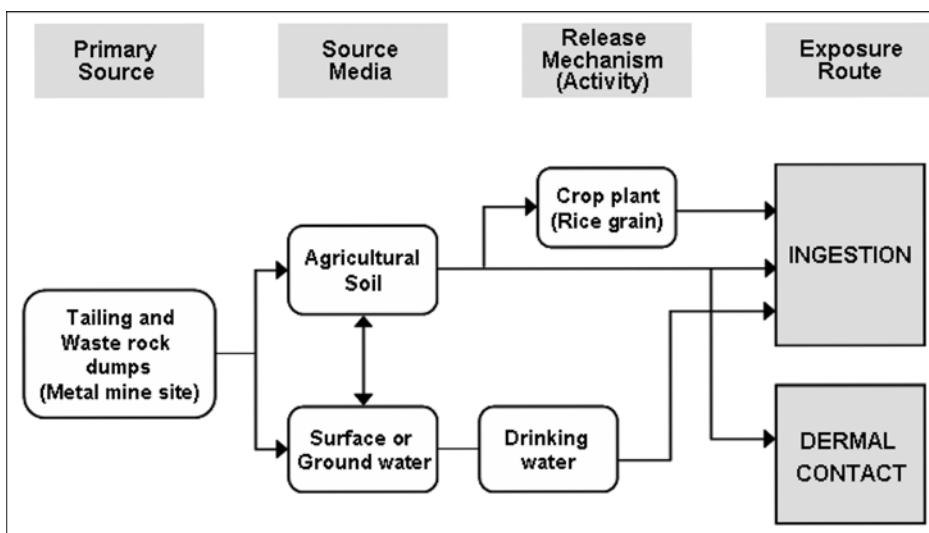 Primary
Source
Source
Media
Release
Mechanism
(Activity)
Exposure
Route
Tailing and
Waste rock
dumps
(Metal mine site)
Agricultural
Soil
Surface or
Ground water
Crop plant
(Rice grain)
Drinking
water
INGESTION
DERMAL
CONTACT